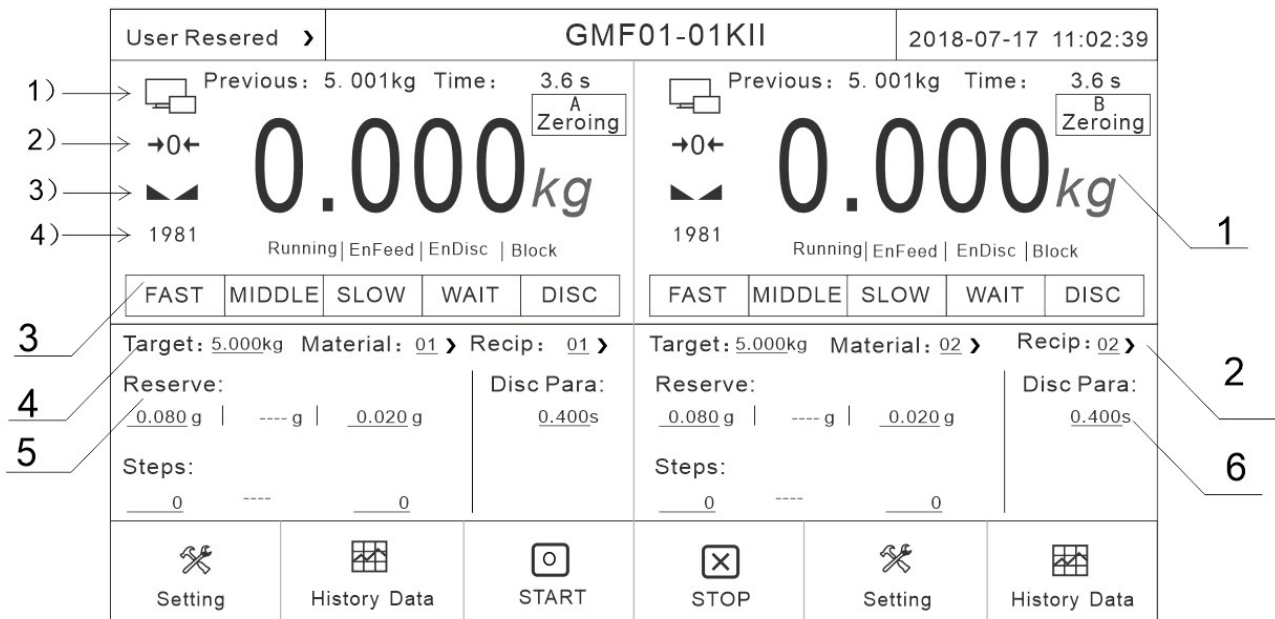 User Resered ❯ GMF01-01KII 2018-07-17 11:02:39
1) Previous: 5.001kg Time: 3.6 s Previous: 5.001kg Time: 3.6 s
A Zeroing B Zeroing
2) →0← 0.000kg →0← 0.000kg 1
3)
4) 1981 1981
Running|EnFeed|EnDisc|Block Running|EnFeed|EnDisc|Block
FAST MIDDLE SLOW WAIT DISC FAST MIDDLE SLOW WAIT DISC
3 Target: 5.000kg Material: 01 ❯ Recip: 01 ❯ Target: 5.000kg Material: 02 ❯ Recip: 02 ❯ 2
4 Reserve: Disc Para: Reserve: Disc Para:
0.080 g | ---- g | 0.020 g 0.400s 0.080 g | ---- g | 0.020 g 0.400s
5 Steps: Steps: 6
0 ---- 0 0 ---- 0
Setting History Data START STOP Setting History Data